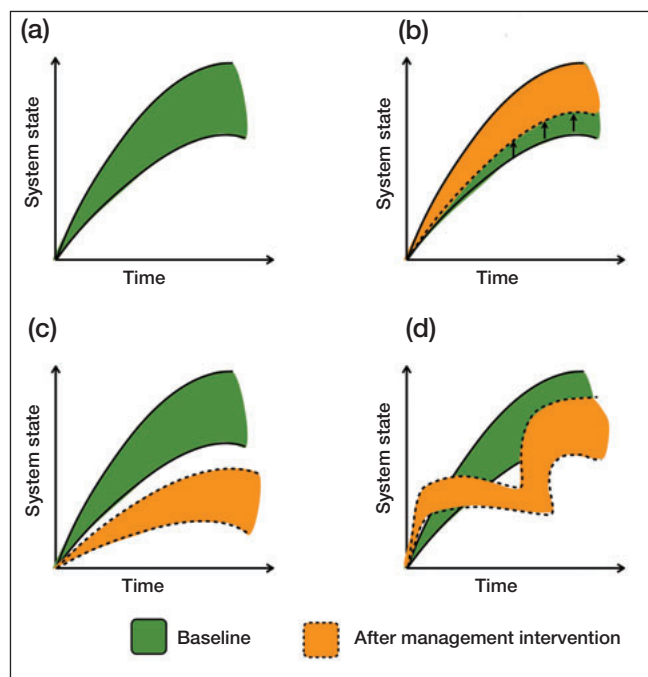 (a)
System state
Time
(b)
System state
Time
(c)
System state
Time
(d)
System state
Time
Baseline
After management intervention